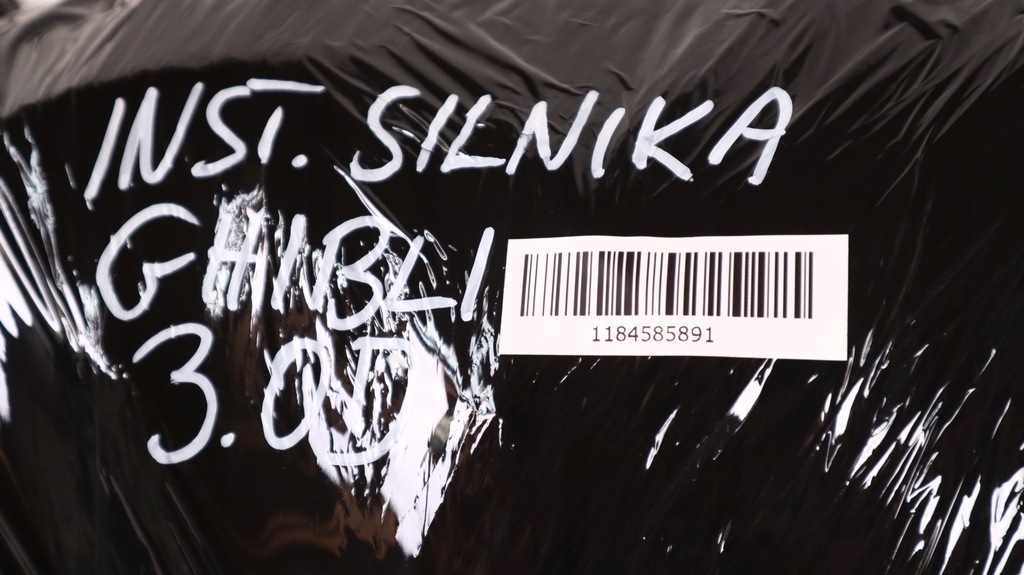 INST. SILNIKA
GHIBLI
3.0D
1184585891